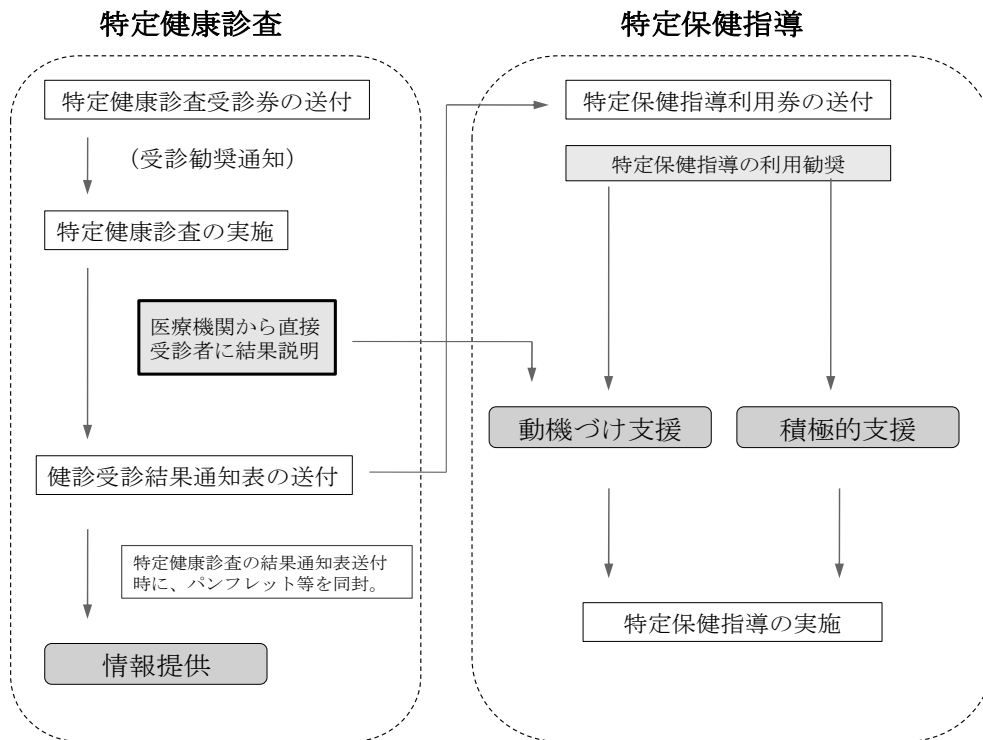 特定健康診査
特定健康診査受診券の送付
（受診勧奨通知）
特定健康診査の実施
医療機関から直接
受診者に結果説明
健診受診結果通知表の送付
特定健康診査の結果通知表送付
時に、パンフレット等を同封。
情報提供
特定保健指導
特定保健指導利用券の送付
特定保健指導の利用勧奨
動機づけ支援
積極的支援
特定保健指導の実施